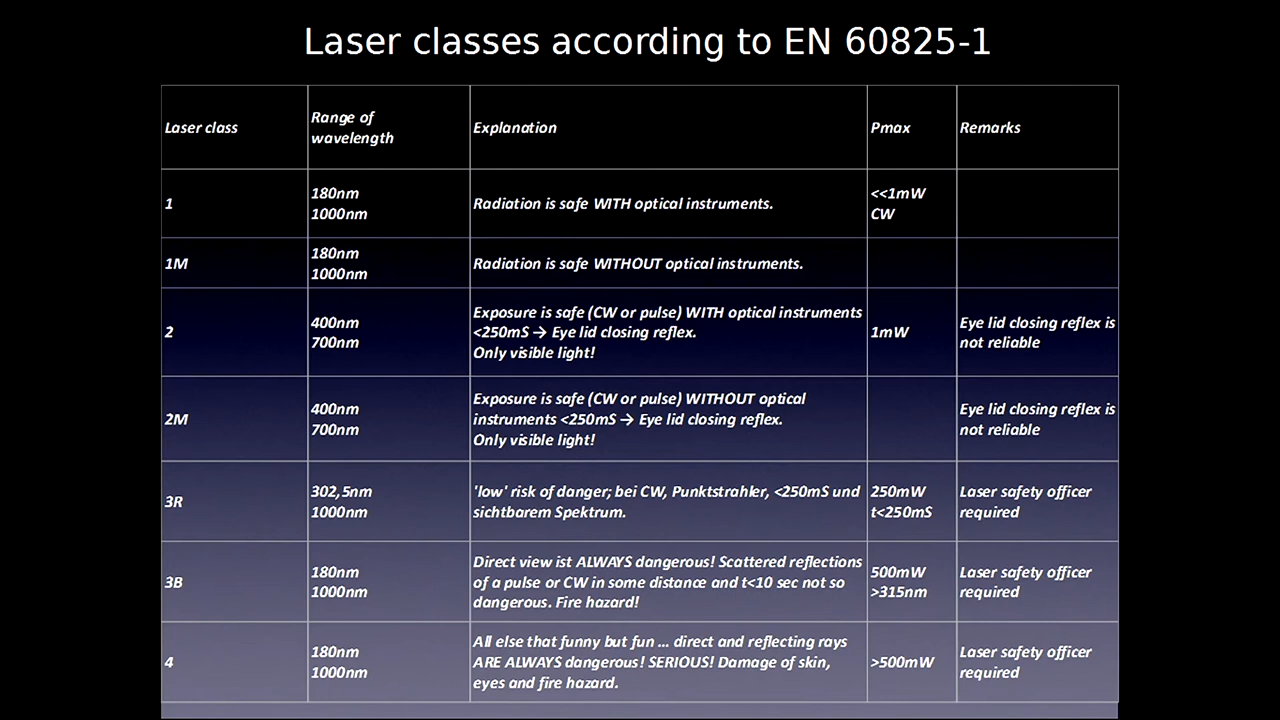 Laser classes according to EN 60825-1
Laser class
Range of
wavelength
Explanation
Pmax
Remarks
1
180nm
1000nm
Radiation is safe WITH optical instruments.
<<1mW
CW
1M
180nm
1000nm
Radiation is safe WITHOUT optical instruments.
2
400nm
700nm
Exposure is safe (CW or pulse) WITH optical instruments
<250mS → Eye lid closing reflex.
Only visible light!
1mW
Eye lid closing reflex is
not reliable
2M
400nm
700nm
Exposure is safe (CW or pulse) WITHOUT optical
instruments <250mS → Eye lid closing reflex.
Only visible light!
Eye lid closing reflex is
not reliable
3R
302,5nm
1000nm
'low' risk of danger; bei CW, Punktstrahler, <250mS und
sichtbarem Spektrum.
250mW
t<250mS
Laser safety officer
required
3B
180nm
1000nm
Direct view ist ALWAYS dangerous! Scattered reflections
of a pulse or CW in some distance and t<10 sec not so
dangerous. Fire hazard!
500mW
>315nm
Laser safety officer
required
4
180nm
1000nm
All else that funny but fun ... direct and reflecting rays
ARE ALWAYS dangerous! SERIOUS! Damage of skin,
eyes and fire hazard.
>500mW
Laser safety officer
required